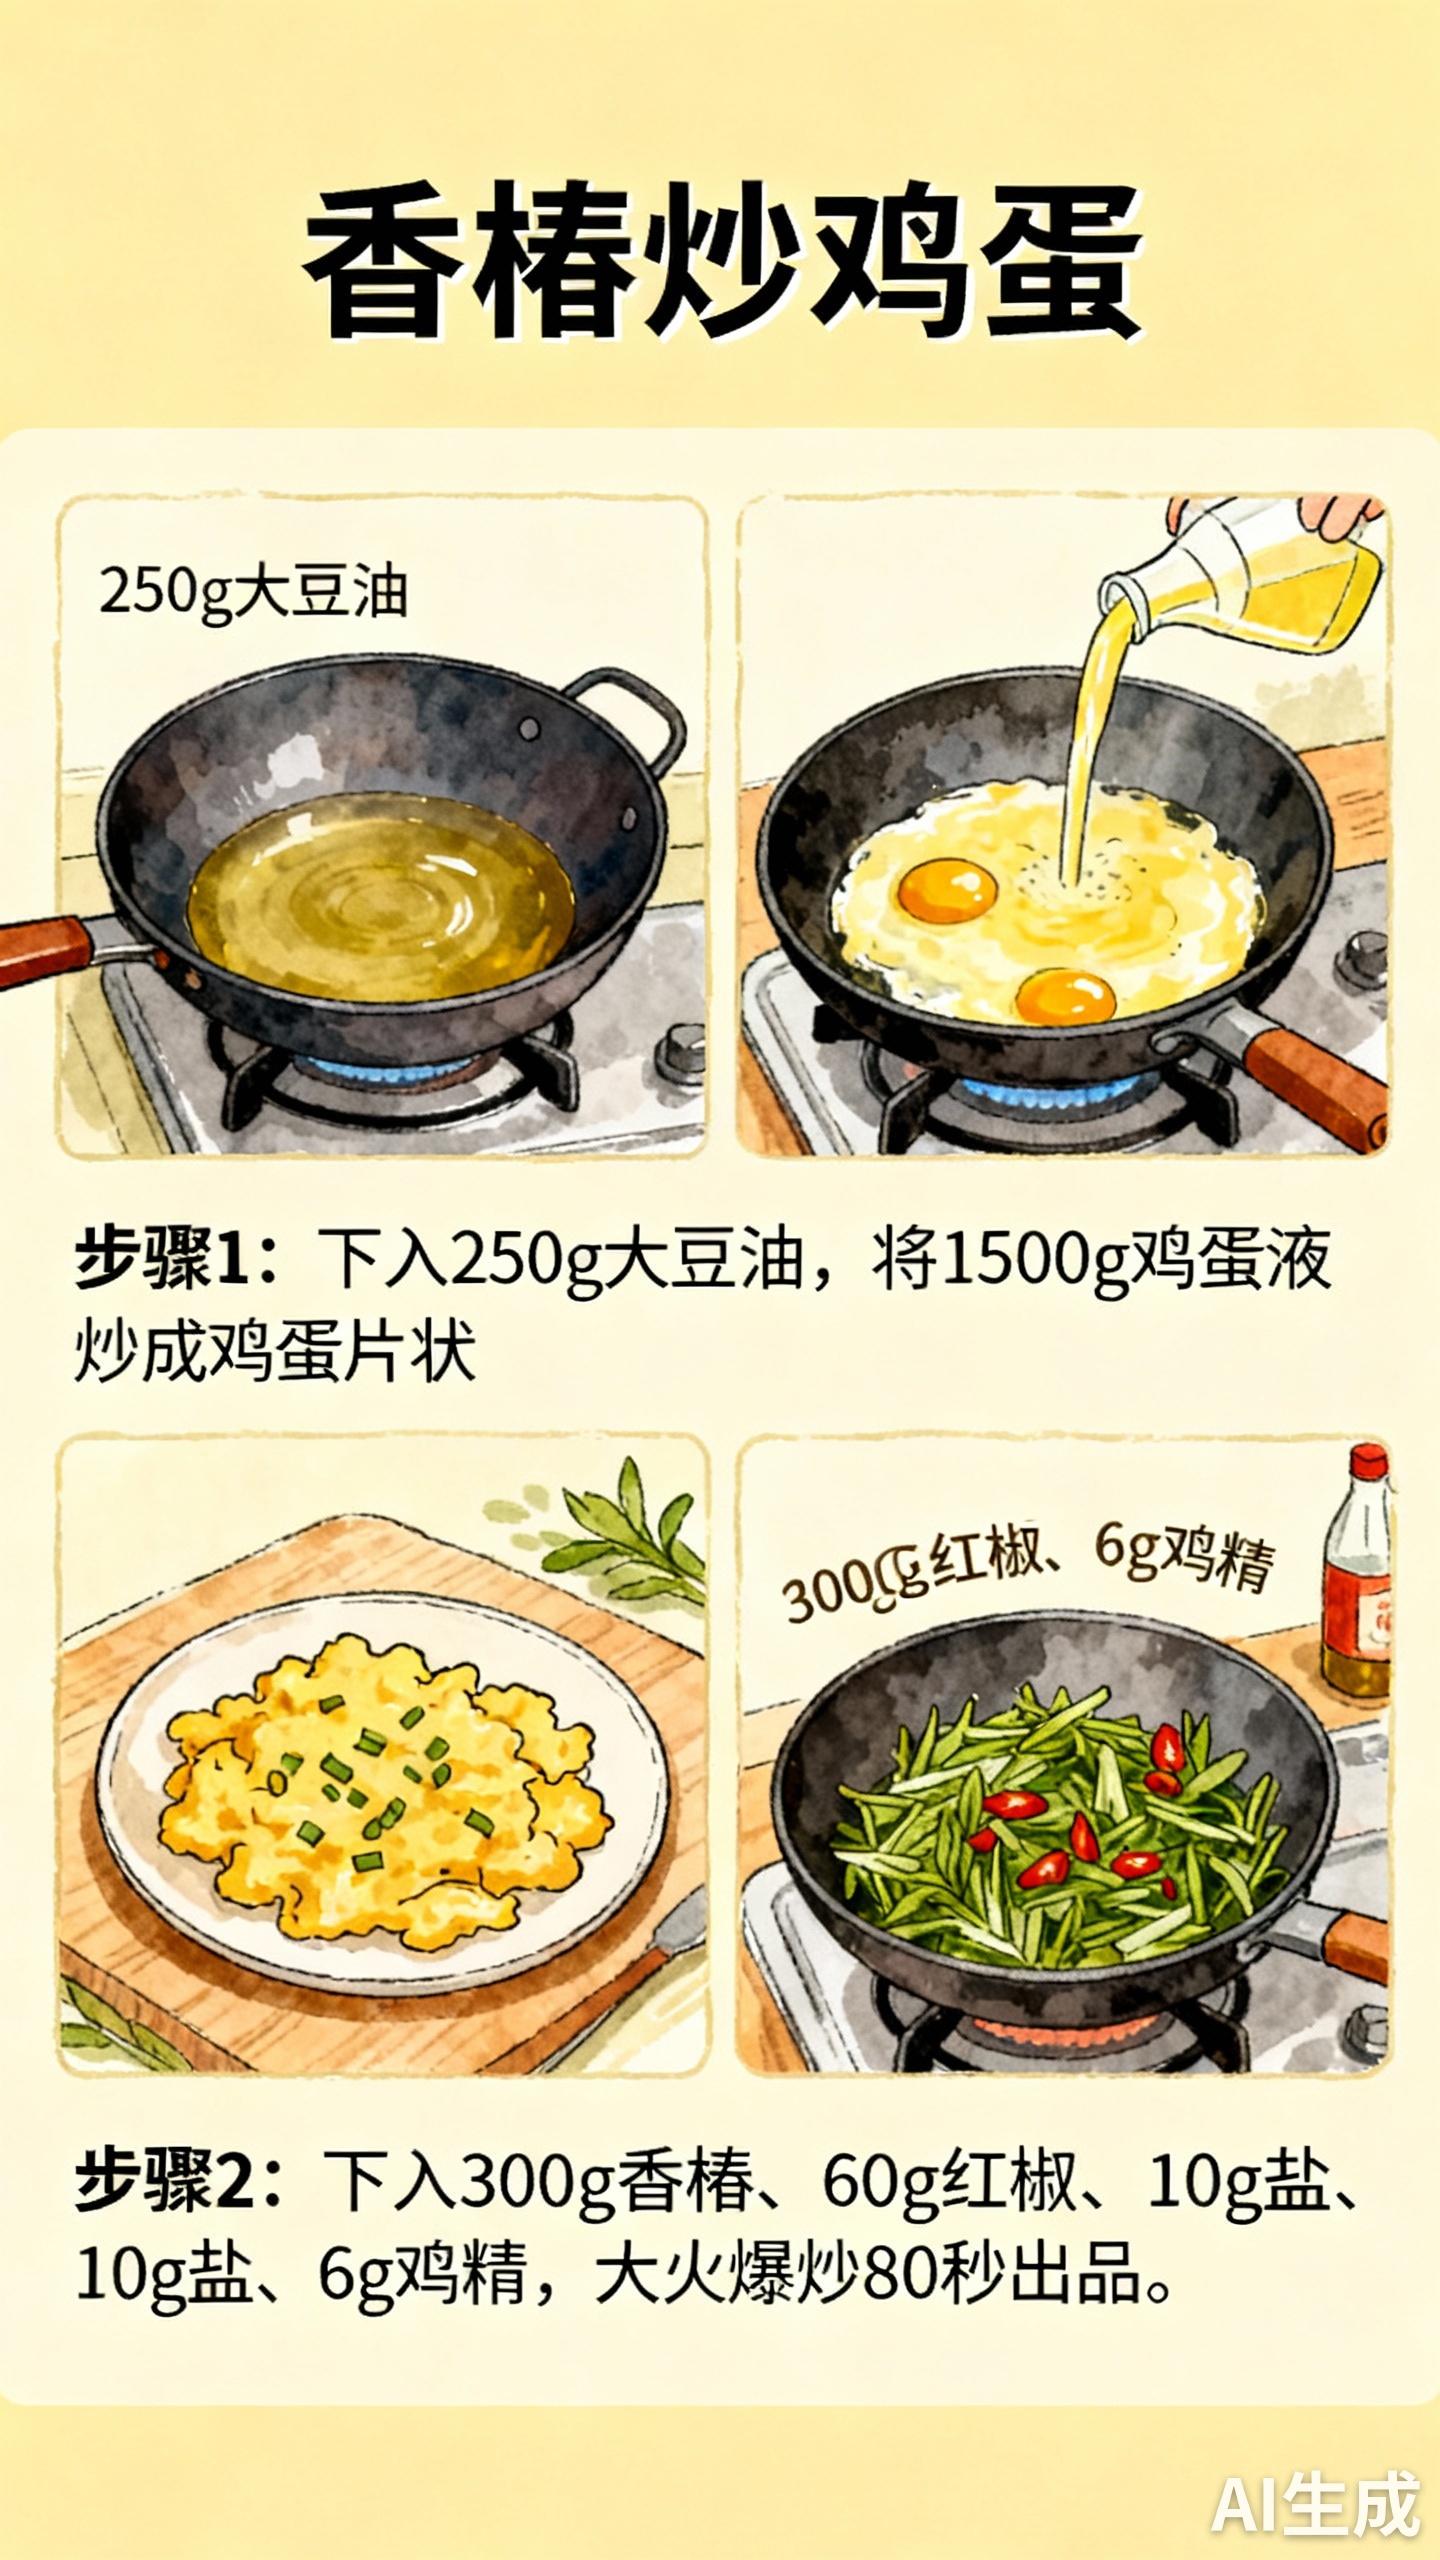 香椿炒鸡蛋
250g大豆油
步骤1：下入250g大豆油，将1500g鸡蛋液
炒成鸡蛋片状
300g红椒、6g鸡精
步骤2：下入300g香椿、60g红椒、10g盐、
10g盐、6g鸡精，大火爆炒80秒出品。
AI生成